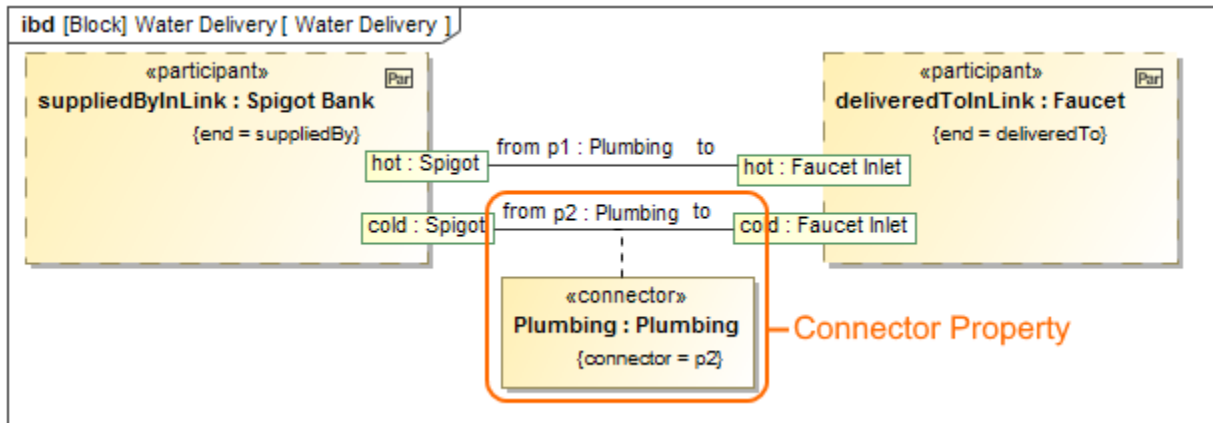 ibd [Block] Water Delivery [ Water Delivery ]
«participant»
Par
suppliedByInLink : Spigot Bank
{end = suppliedBy}
«participant»
Par
deliveredToInLink : Faucet
{end = deliveredTo}
hot : Spigot
from p1 : Plumbing to
hot : Faucet Inlet
cold : Spigot
from p2 : Plumbing to
cold : Faucet Inlet
«connector»
Plumbing : Plumbing
{connector = p2}
Connector Property